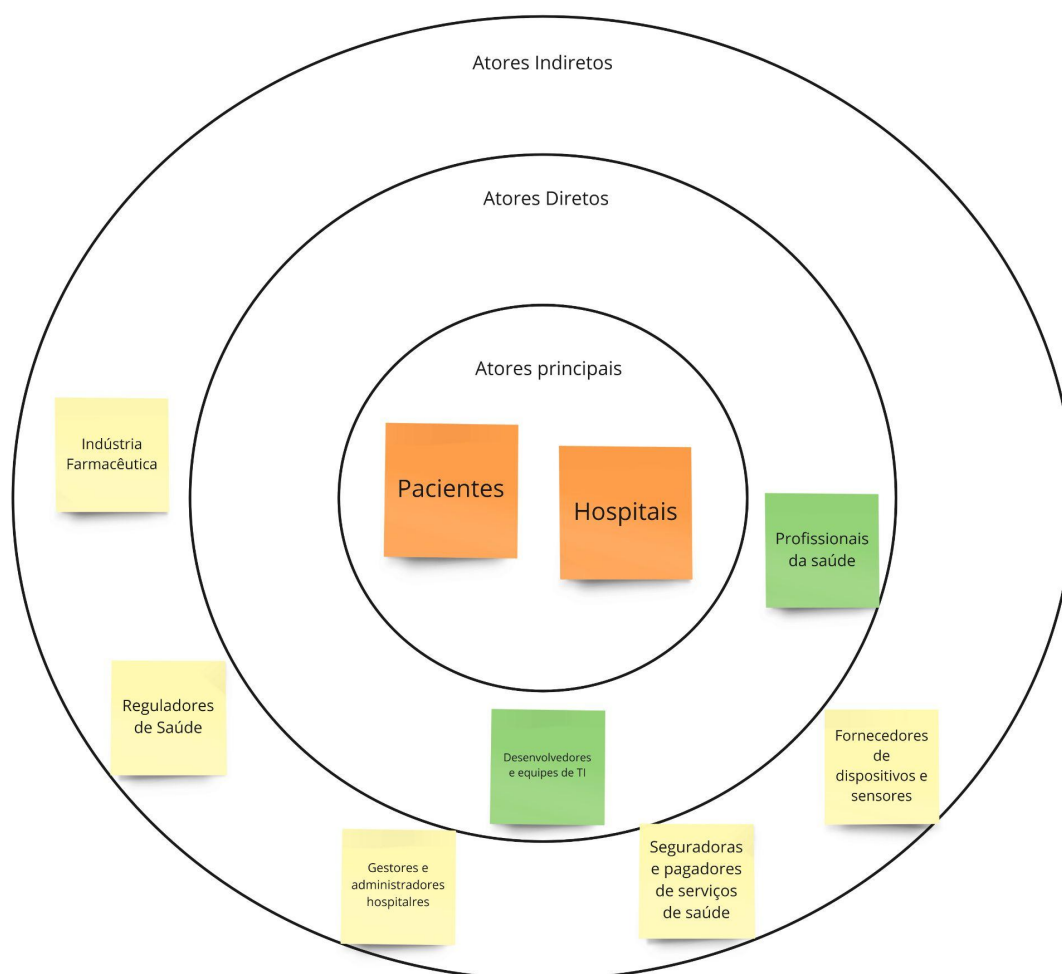 Atores Indiretos
Atores Diretos
Atores principais
Indústria
Farmacêutica
Pacientes
Hospitais
Profissionais
da saúde
Reguladores
de Saúde
Desenvolvedores
e equipes de TI
Fornecedores
de
dispositivos e
sensores
Gestores e
administradores
hospitalres
Seguradoras
e pagadores
de serviços
de saúde